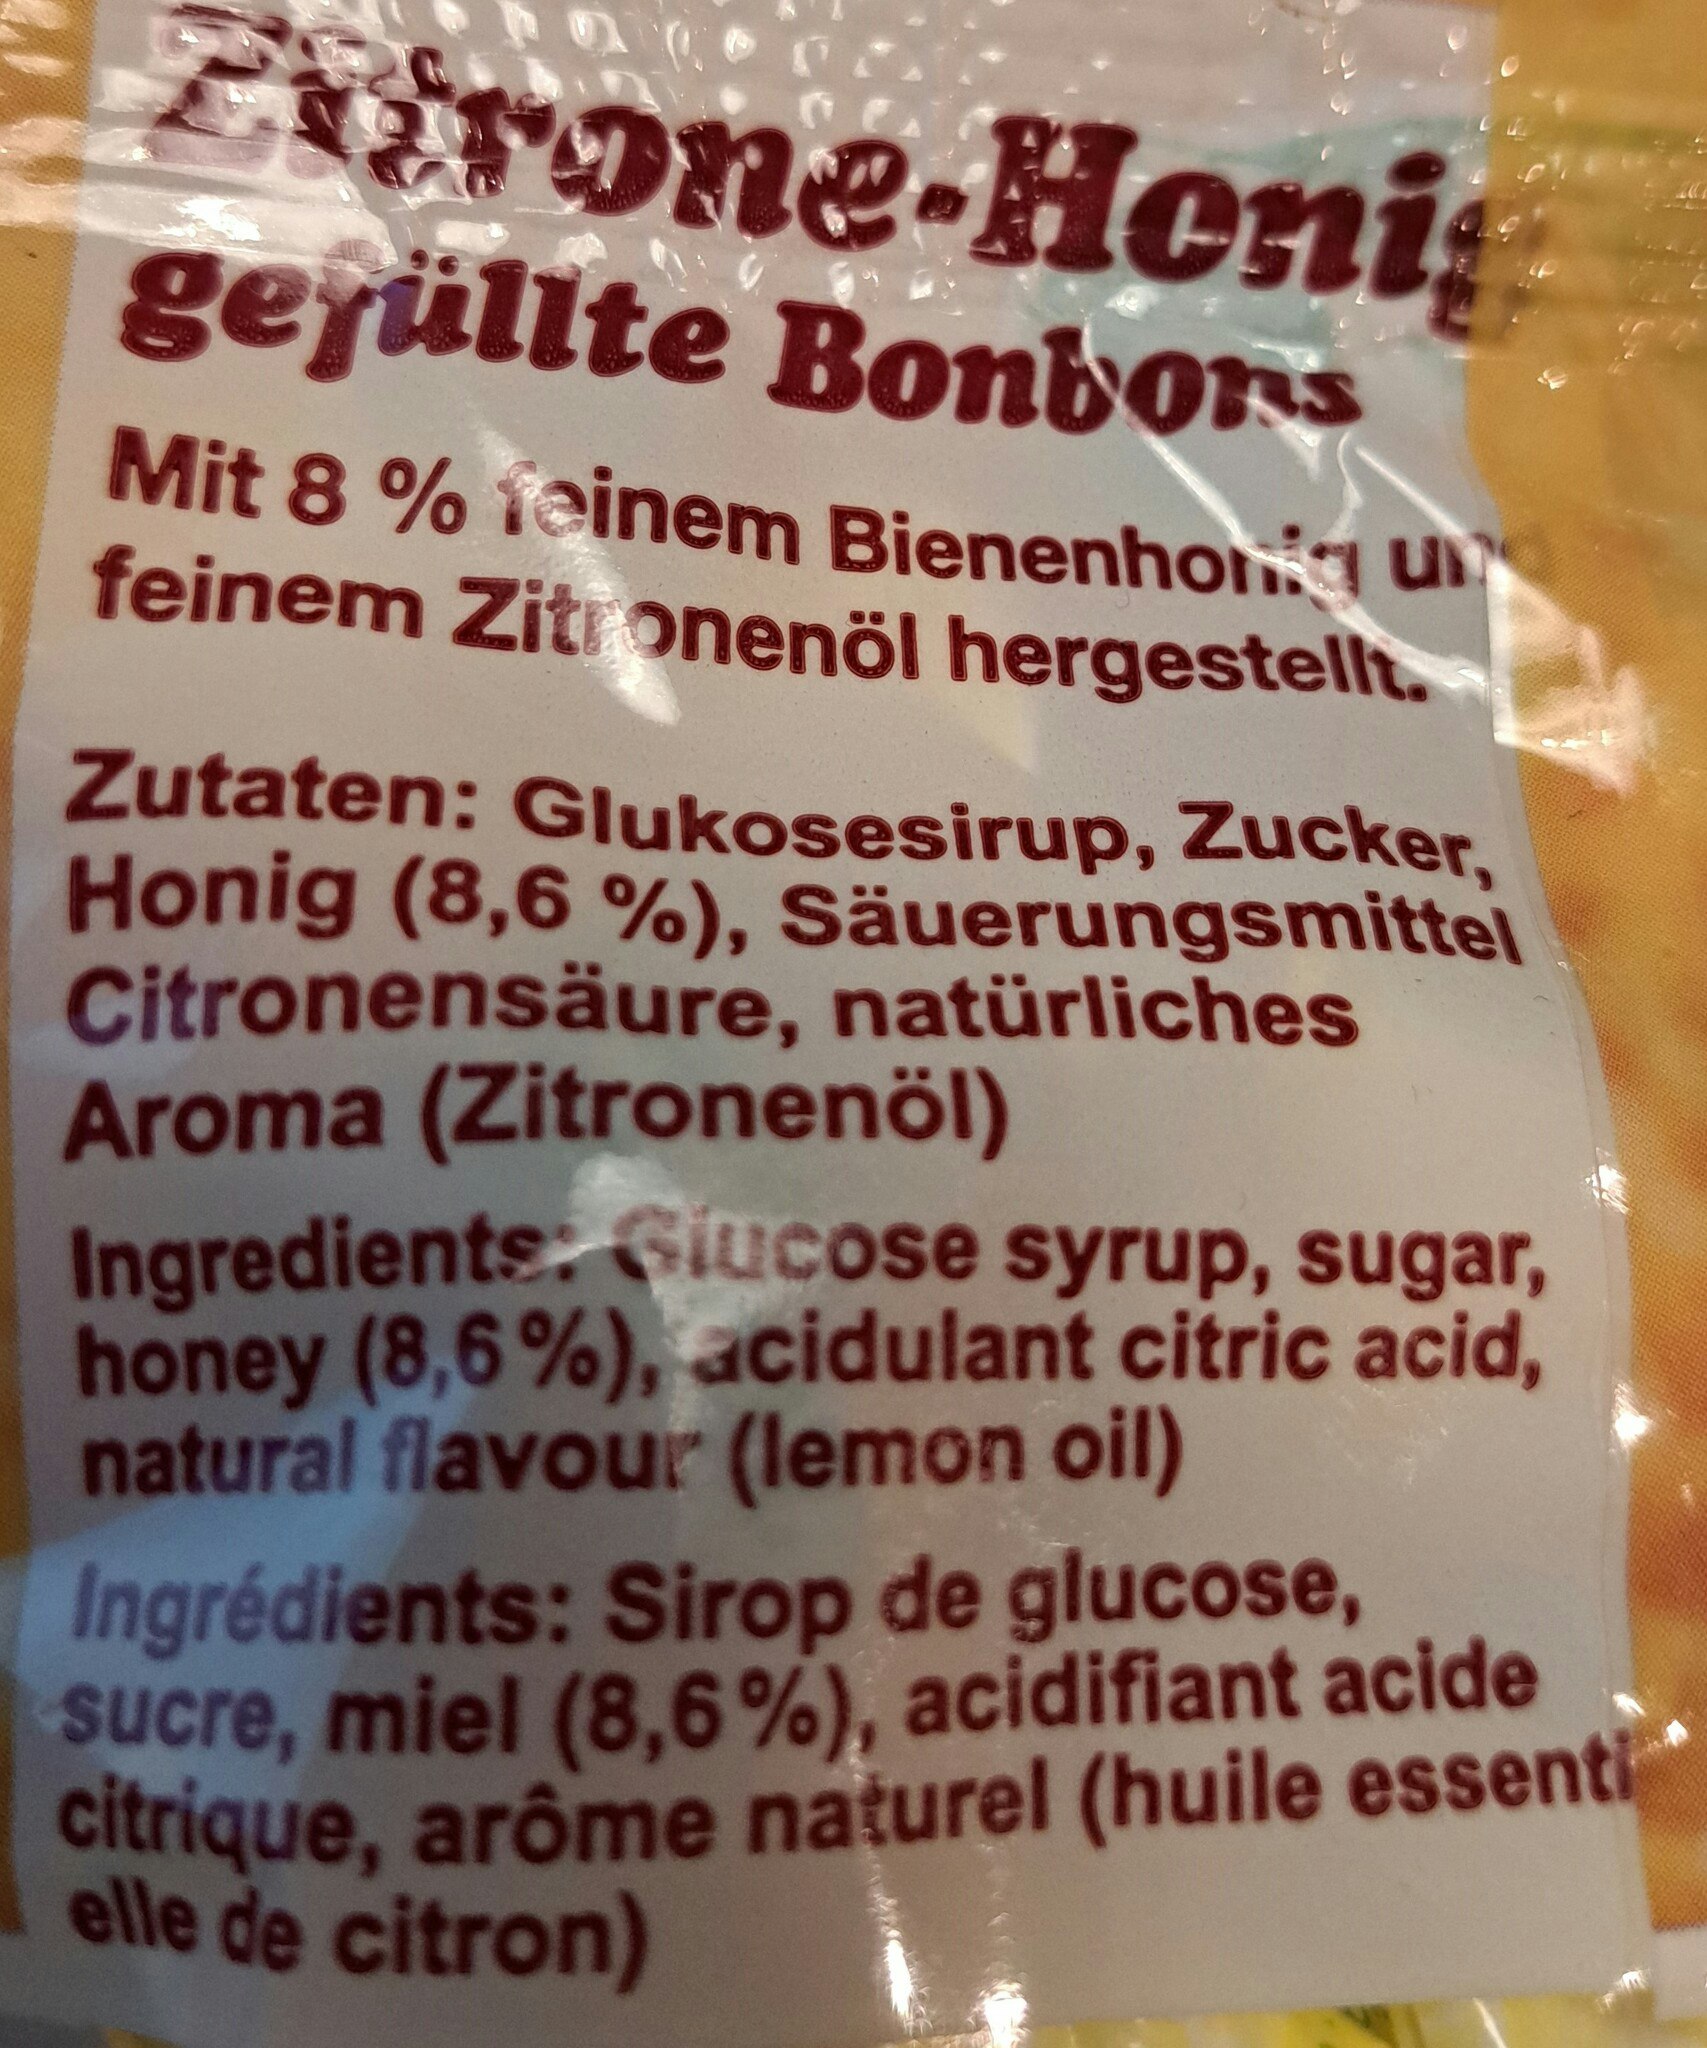 Zitrone-Honig
gefüllte Bonbons
Mit 8 % feinem Bienenhonig und
feinem Zitronenöl hergestellt.
Zutaten: Glukosesirup, Zucker,
Honig (8,6 %), Säuerungsmittel
Citronensäure, natürliches
Aroma (Zitronenöl)
Ingredients: Glucose syrup, sugar,
honey (8,6 %), acidulant citric acid,
natural flavour (lemon oil)
Ingrédients: Sirop de glucose,
sucre, miel (8,6 %), acidifiant acide
citrique, arôme naturel (huile essenti
elle de citron)